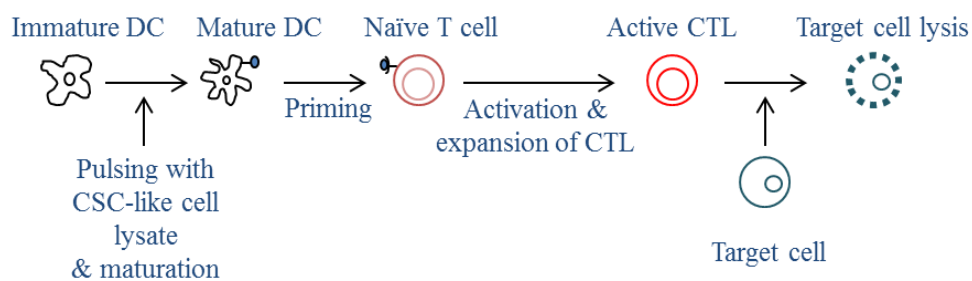 Immature DC
Mature DC
Naïve T cell
Active CTL
Target cell lysis
Priming
Activation &
expansion of CTL
Pulsing with
CSC-like cell
lysate
& maturation
Target cell